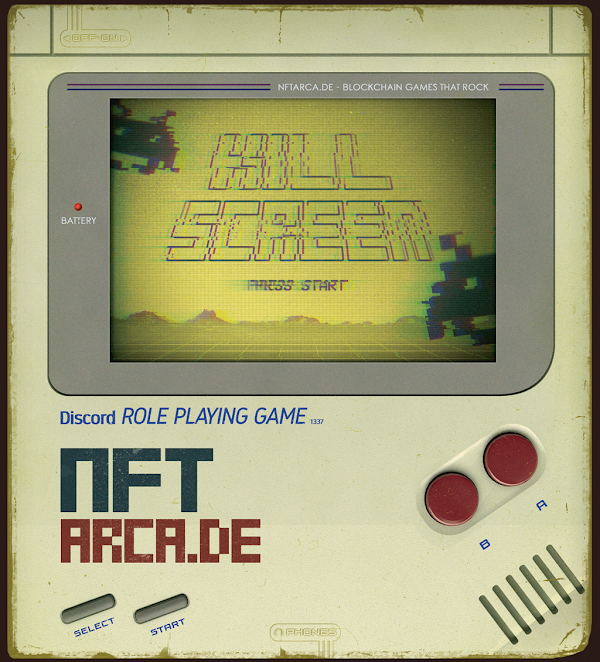 OFF•ON
NFTARCA.DE - BLOCKCHAIN GAMES THAT ROCK
KILL
SCREEN
PRESS START
BATTERY
Discord ROLE PLAYING GAME 1337
NFT
ARCA.DE
B
A
SELECT
START
PHONES